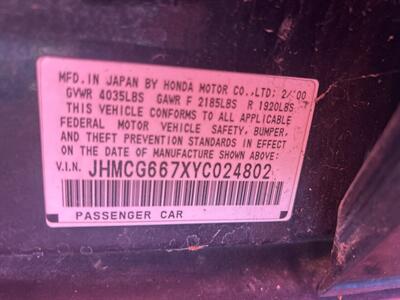 MFD.IN JAPAN BY HONDA MOTOR CO.,LTD: 2/'00
GVWR 4035LBS GAWR F 2185LBS R 1920LBS
THIS VEHICLE CONFORMS TO ALL APPLICABLE
FEDERAL MOTOR VEHICLE SAFETY, BUMPER,
AND THEFT PREVENTION STANDARDS IN EFFECT
ON THE DATE OF MANUFACTURE SHOWN ABOVE.
V.I.N. JHMCG667XYC024802
PASSENGER CAR